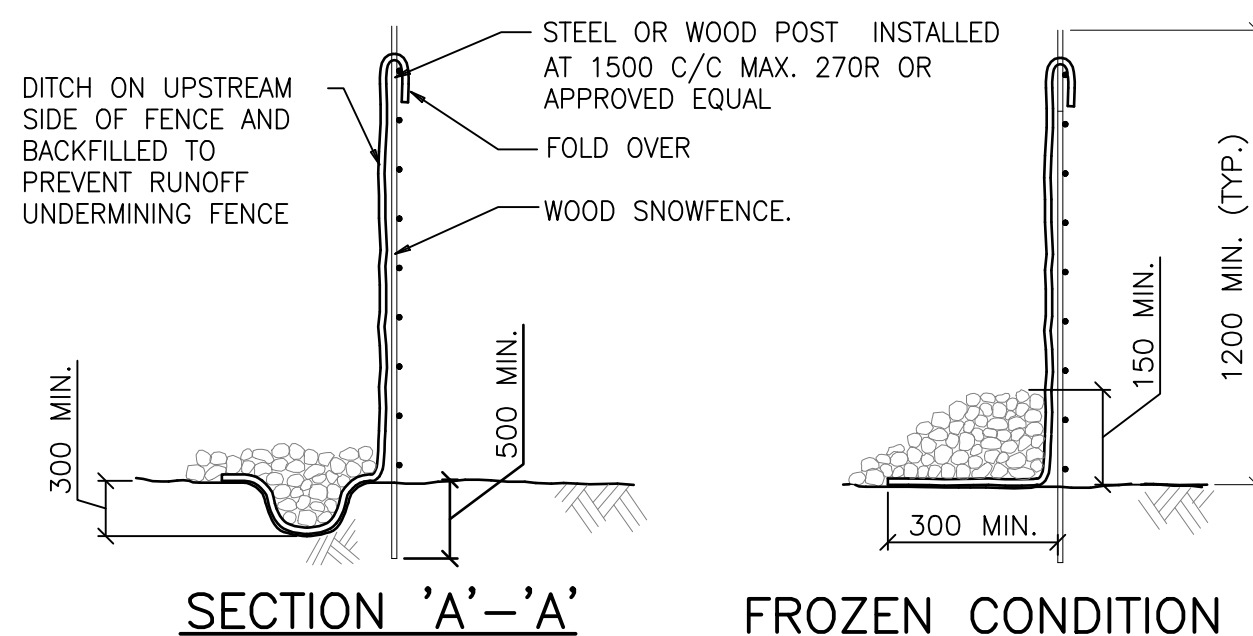 STEEL OR WOOD POST INSTALLED
AT 1500 C/C MAX. 270R OR
APPROVED EQUAL
DITCH ON UPSTREAM
SIDE OF FENCE AND
BACKFILLED TO
PREVENT RUNOFF
UNDERMINING FENCE
FOLD OVER
WOOD SNOWFENCE.
300 MIN.
500 MIN.
150 MIN.
1200 MIN. (TYP.)
300 MIN.
SECTION 'A'-'A'
FROZEN CONDITION